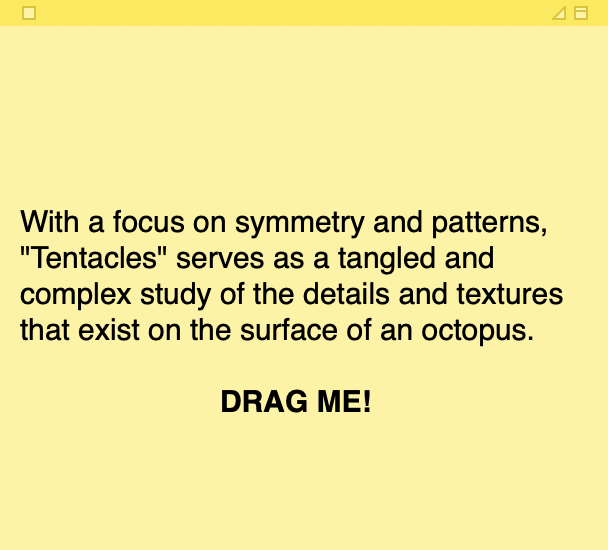 With a focus on symmetry and patterns,
"Tentacles" serves as a tangled and
complex study of the details and textures
that exist on the surface of an octopus.
DRAG ME!